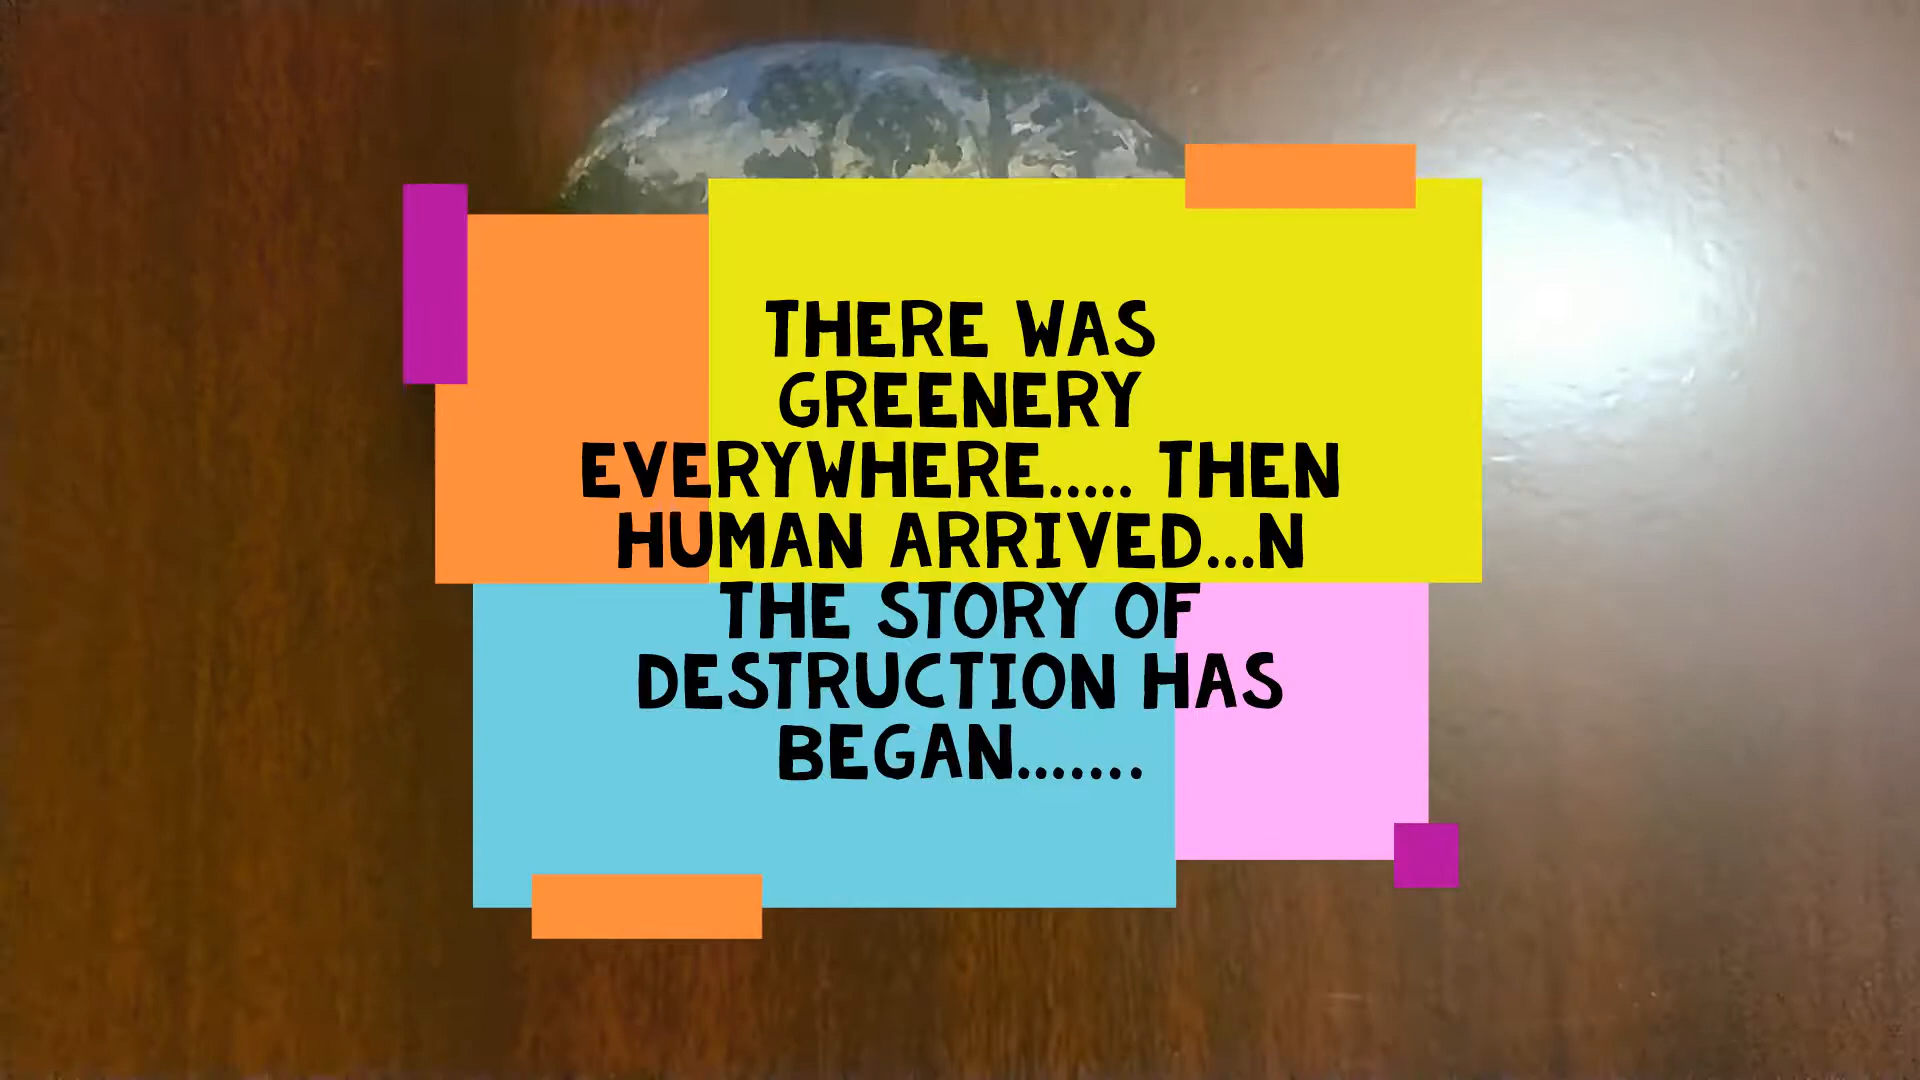 THERE WAS
GREENERY
EVERYWHERE..... THEN
HUMAN ARRIVED...N
THE STORY OF
DESTRUCTION HAS
BEGAN.......